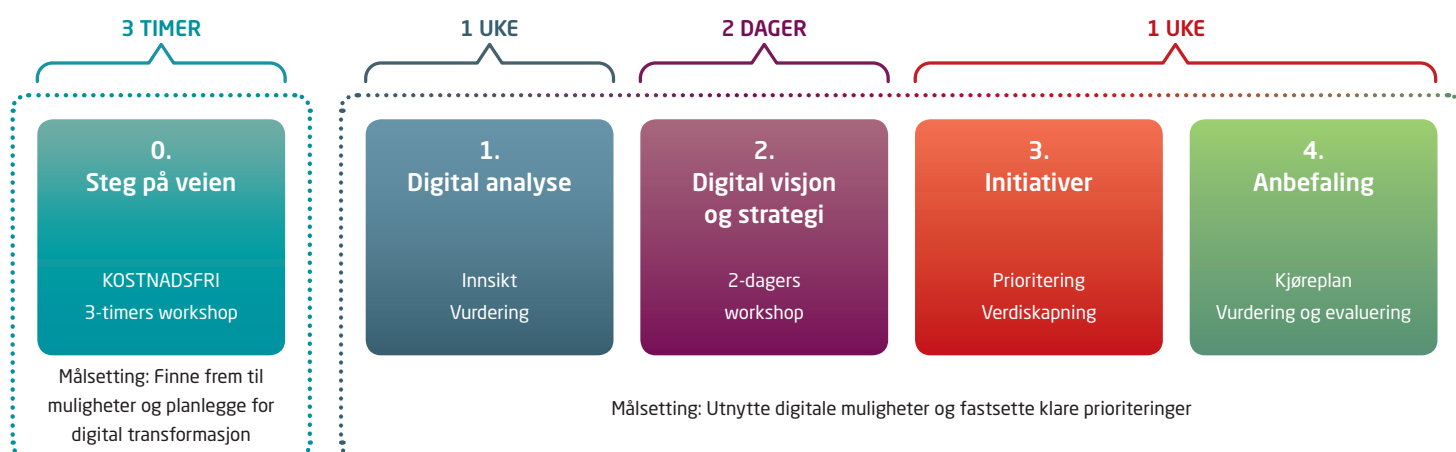 3 TIMER
1 UKE
2 DAGER
1 UKE
0.
Steg på veien
KOSTNADSFRI
3-timers workshop
Målsetting: Finne frem til
muligheter og planlegge for
digital transformasjon
1.
Digital analyse
Innsikt
Vurdering
2.
Digital visjon
og strategi
2-dagers
workshop
3.
Initiativer
Prioritering
Verdiskapning
4.
Anbefaling
Kjøreplan
Vurdering og evaluering
Målsetting: Utnytte digitale muligheter og fastsette klare prioriteringer